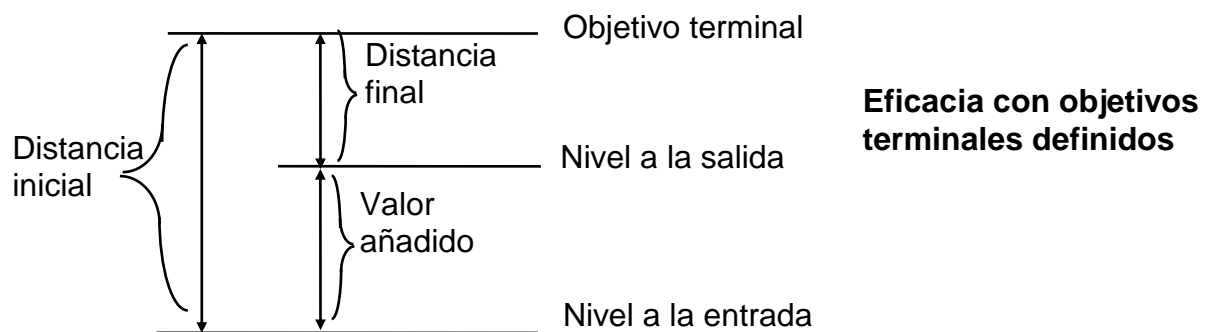 Objetivo terminal
Distancia
final
Eficacia con objetivos
terminales definidos
Distancia
inicial
Nivel a la salida
Valor
añadido
Nivel a la entrada